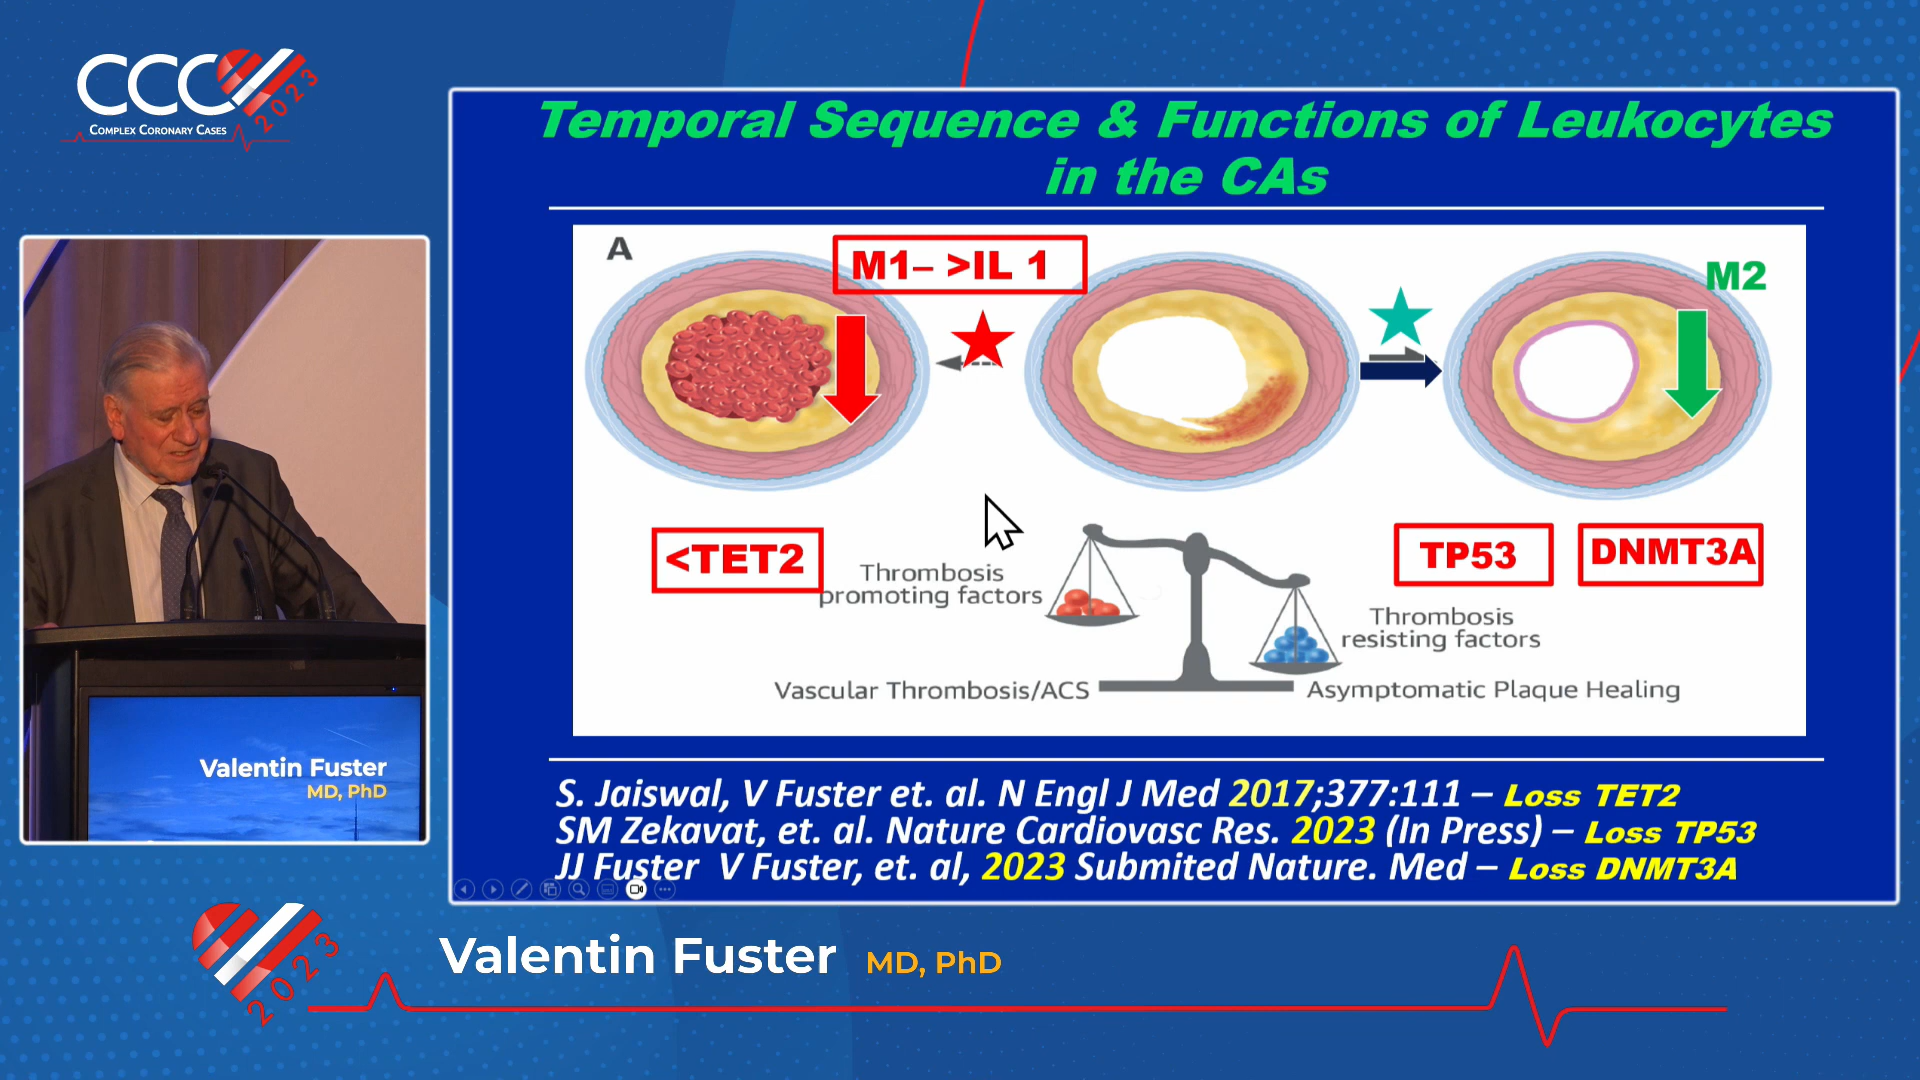 CCC
2023
COMPLEX CORONARY CASES
Temporal Sequence & Functions of Leukocytes
in the CAs
A
M1– >IL 1
M2
<TET2
TP53
DNMT3A
Thrombosis
promoting factors
Thrombosis
resisting factors
Vascular Thrombosis/ACS
Asymptomatic Plaque Healing
S. Jaiswal, V Fuster et. al. N Engl J Med 2017;377:111 – Loss TET2
SM Zekavat, et. al. Nature Cardiovasc Res. 2023 (In Press) – Loss TP53
JJ Fuster V Fuster, et. al, 2023 Submited Nature. Med – Loss DNMT3A
Valentin Fuster
MD, PhD
2023
Valentin Fuster MD, PhD